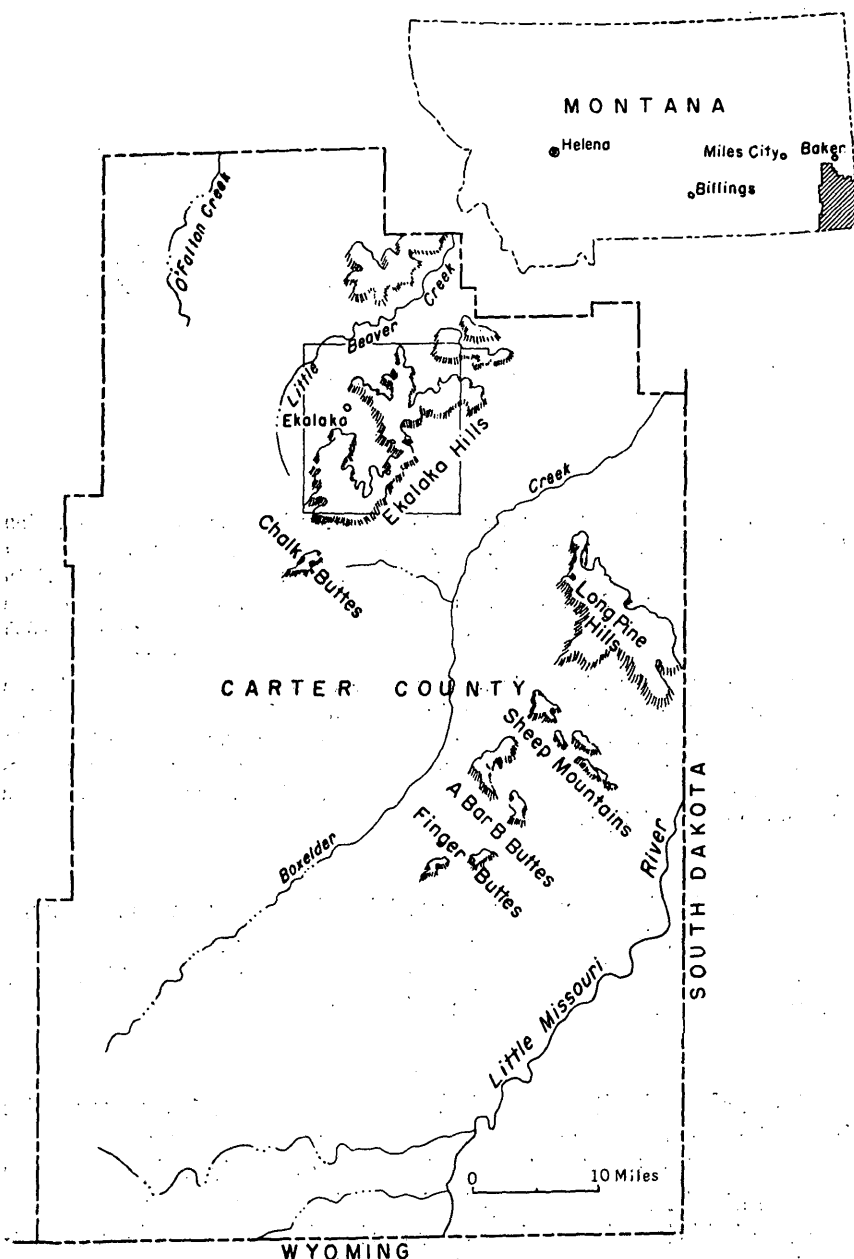 MONTANA
Helena
Miles City
Baker
Billings
O'Fallon Creek
Little Beaver Creek
Ekalaka
Ekalaka Hills
Creek
Chalk Buttes
Long Pine
Hills
CARTER COUNTY
Sheep Mountains
A Bar B Buttes
Finger Buttes
Boxelder
River
SOUTH DAKOTA
Little Missouri
0 10 Miles
WYOMING